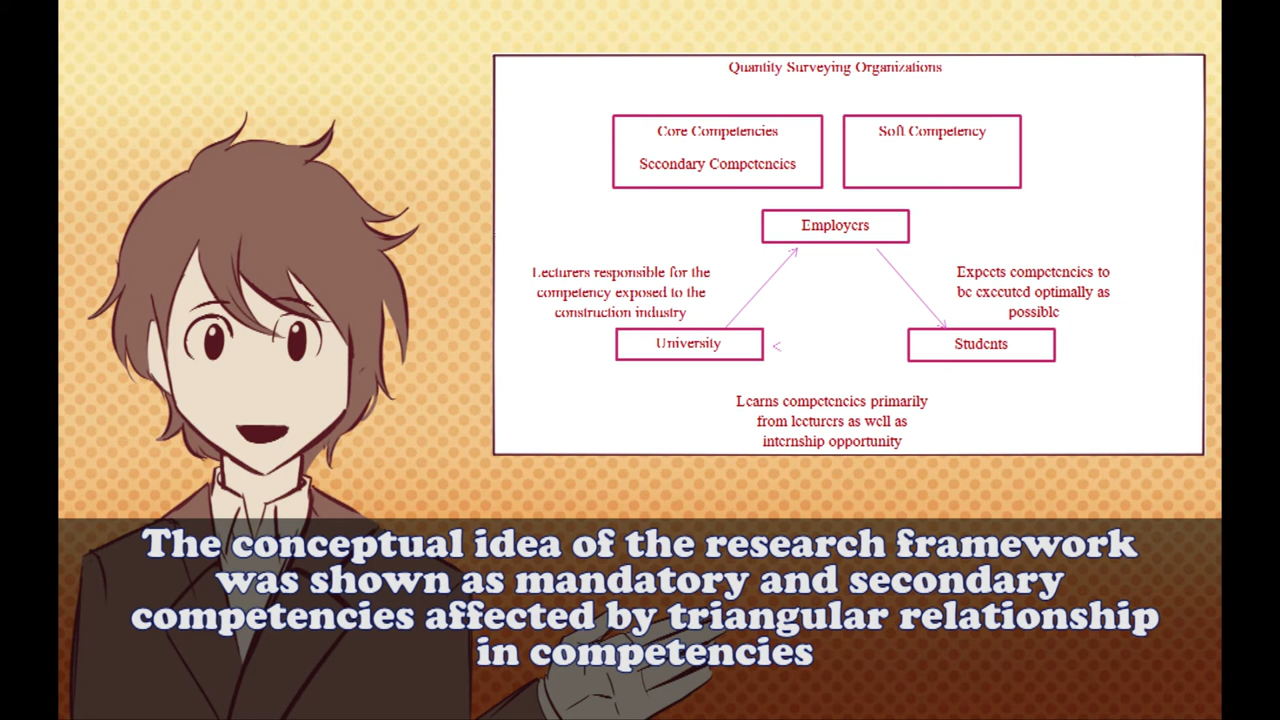 Quantity Surveying Organizations
Core Competencies
Secondary Competencies
Soft Competency
Employers
Lecturers responsible for the
competency exposed to the
construction industry
Expects competencies to
be executed optimally as
possible
University
<
Students
Learns competencies primarily
from lecturers as well as
internship opportunity
The conceptual idea of the research framework
was shown as mandatory and secondary
competencies affected by triangular relationship
in competencies